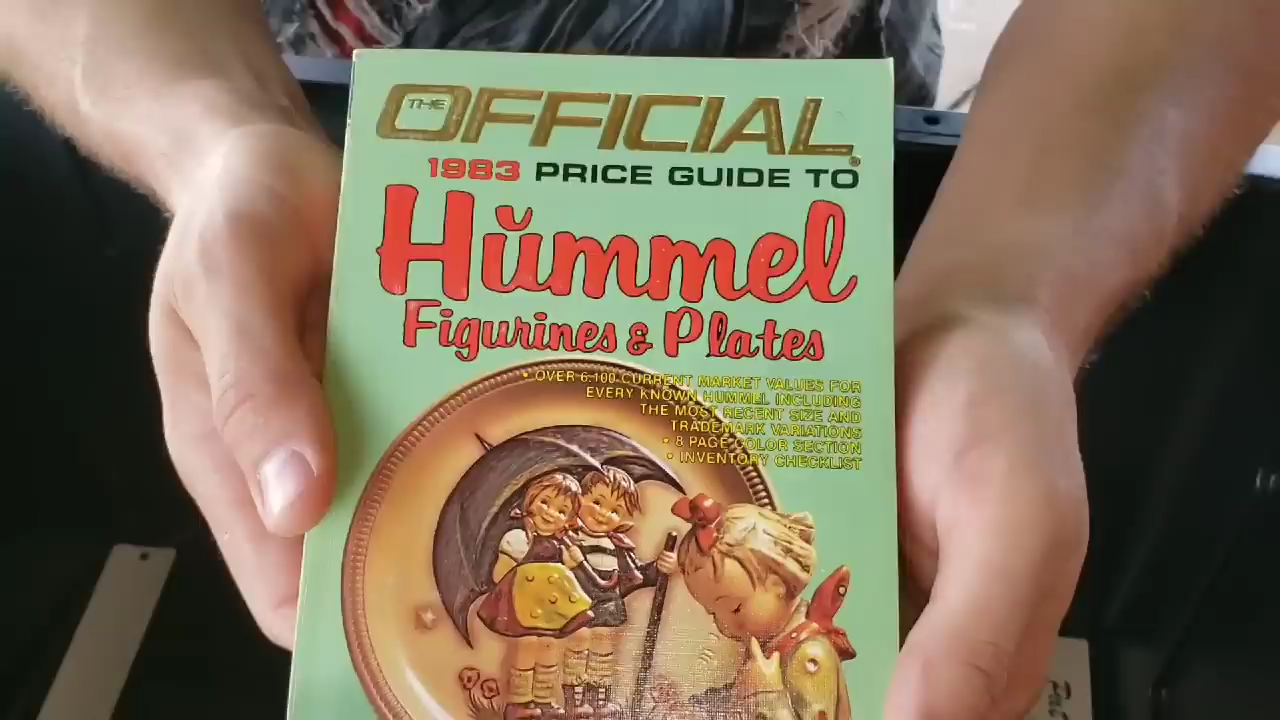 THE OFFICIAL®
1983 PRICE GUIDE TO
Hŭmmel
Figurines & Plates
• OVER 6,100 CURRENT MARKET VALUES FOR
EVERY KNOWN HUMMEL INCLUDING
THE MOST RECENT SIZE AND
TRADEMARK VARIATIONS
• 8 PAGE COLOR SECTION
• INVENTORY CHECKLIST